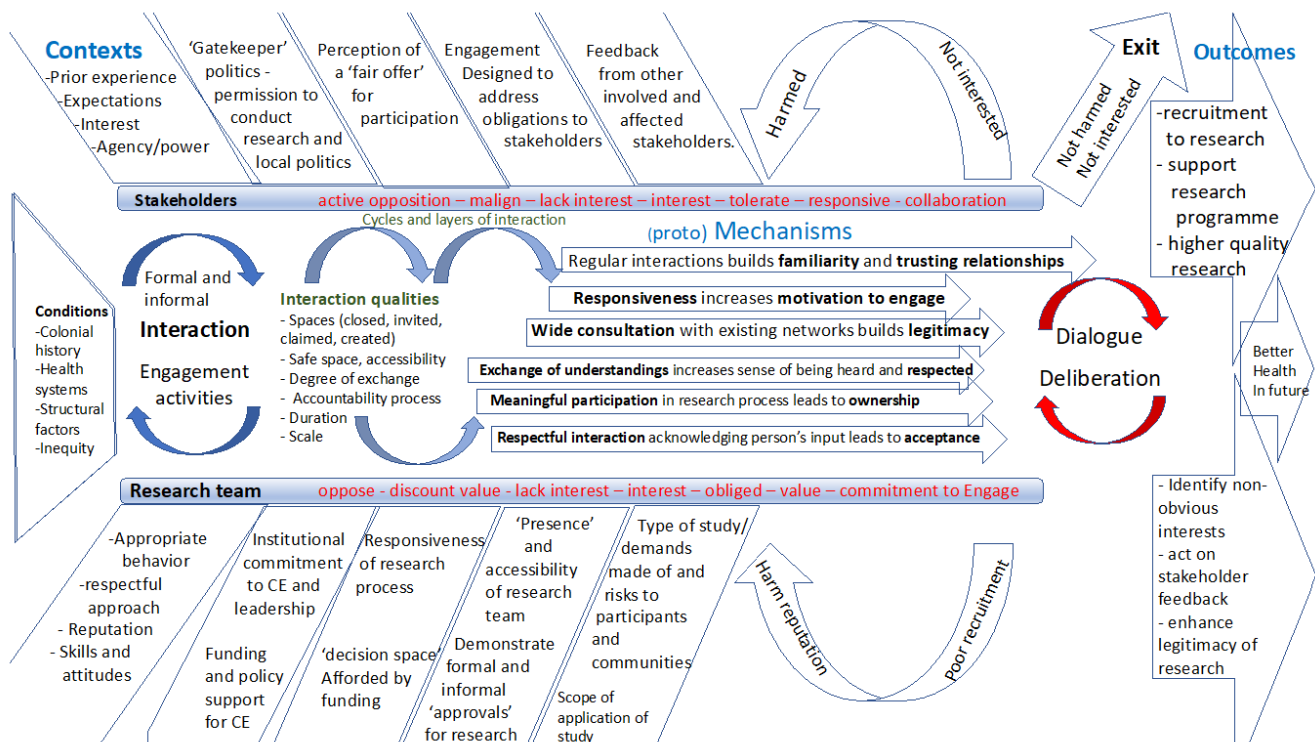 Contexts
-Prior experience
-Expectations
-Interest
-Agency/power
‘Gatekeeper’
politics -
permission to
conduct
research and
local politics
Perception of
a ‘fair offer’
for
participation
Engagement
Designed to
address
obligations to
stakeholders
Feedback
from other
involved and
affected
stakeholders.
Harmed
Not interested
Exit
Not harmed
Not interested
Outcomes
-recruitment
to research
- support
research
programme
- higher quality
research
Stakeholders active opposition – malign – lack interest – interest – tolerate – responsive - collaboration
Cycles and layers of interaction
(proto) Mechanisms
Conditions
-Colonial
history
-Health
systems
-Structural
factors
-Inequity
Formal and
informal
Interaction
Engagement
activities
Interaction qualities
- Spaces (closed, invited,
claimed, created)
- Safe space, accessibility
- Degree of exchange
- Accountability process
- Duration
- Scale
Regular interactions builds familiarity and trusting relationships
Responsiveness increases motivation to engage
Wide consultation with existing networks builds legitimacy
Exchange of understandings increases sense of being heard and respected
Meaningful participation in research process leads to ownership
Respectful interaction acknowledging person’s input leads to acceptance
Dialogue
Deliberation
Better
Health
In future
Research team oppose - discount value - lack interest – interest – obliged – value – commitment to Engage
-Appropriate
behavior
-respectful
approach
- Reputation
- Skills and
attitudes
Institutional
commitment
to CE and
leadership
Funding
and policy
support
for CE
Responsiveness
of research
process
‘decision space’
Afforded by
funding
‘Presence’
and
accessibility
of research
team
Demonstrate
formal and
informal
‘approvals’
for research
Type of study/
demands
made of and
risks to
participants
and
communities
Scope of
application of
study
Harm reputation
Poor recruitment
- Identify non-
obvious
interests
- act on
stakeholder
feedback
- enhance
legitimacy of
research